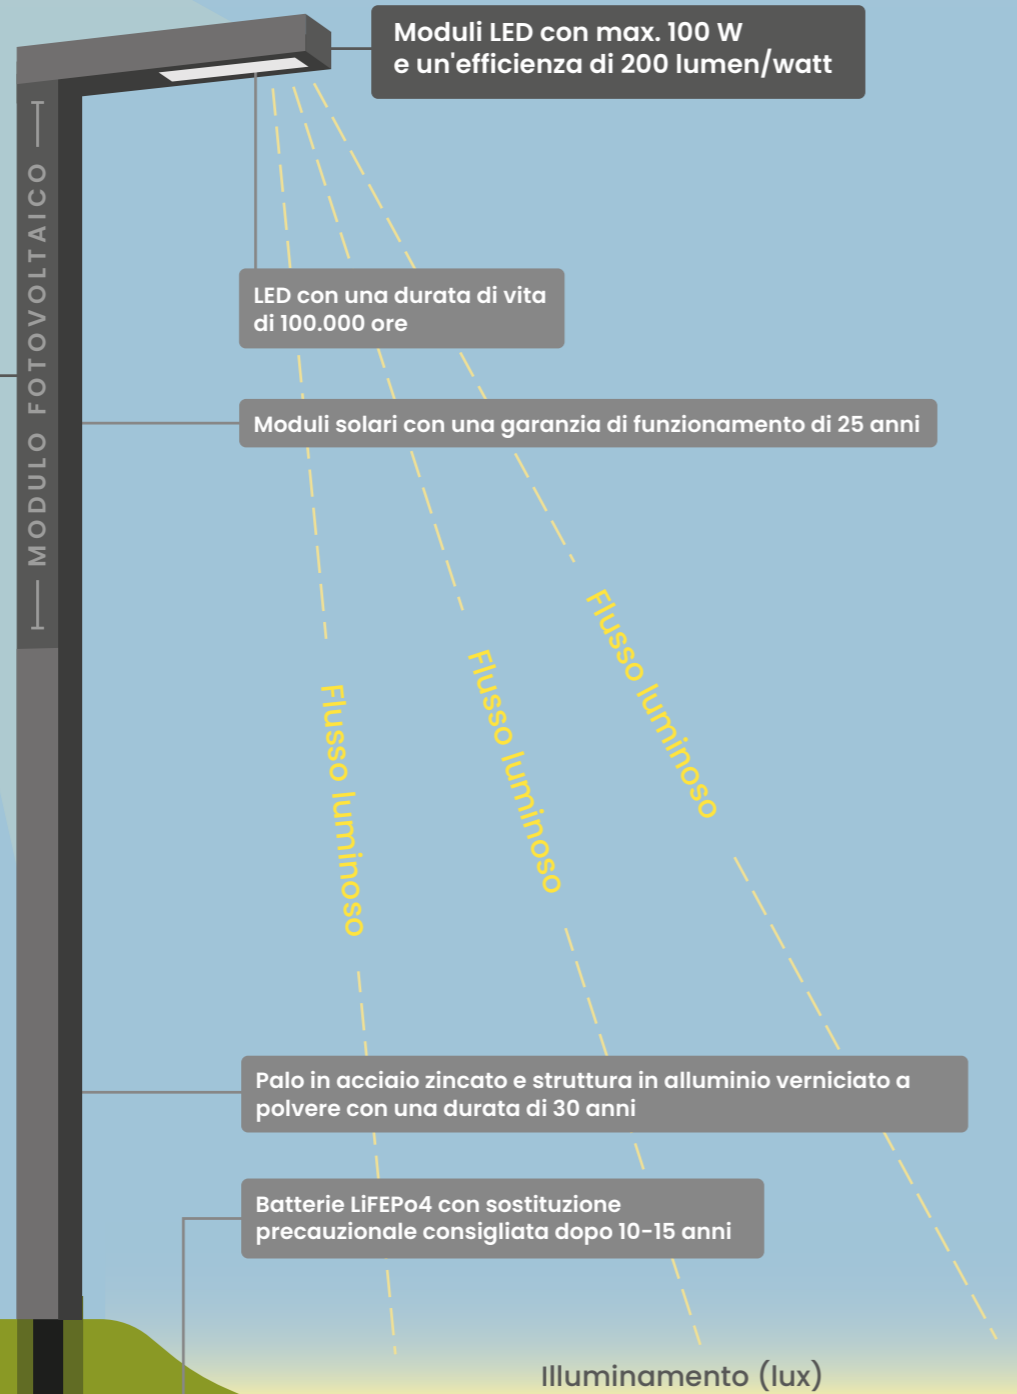 Moduli LED con max. 100 W
e un'efficienza di 200 lumen/watt
MODULO FOTOVOLTAICO
LED con una durata di vita
di 100.000 ore
Moduli solari con una garanzia di funzionamento di 25 anni
Flusso luminoso
Flusso luminoso
Flusso luminoso
Palo in acciaio zincato e struttura in alluminio verniciato a
polvere con una durata di 30 anni
Batterie LiFEPo4 con sostituzione
precauzionale consigliata dopo 10-15 anni
Illuminamento (lux)